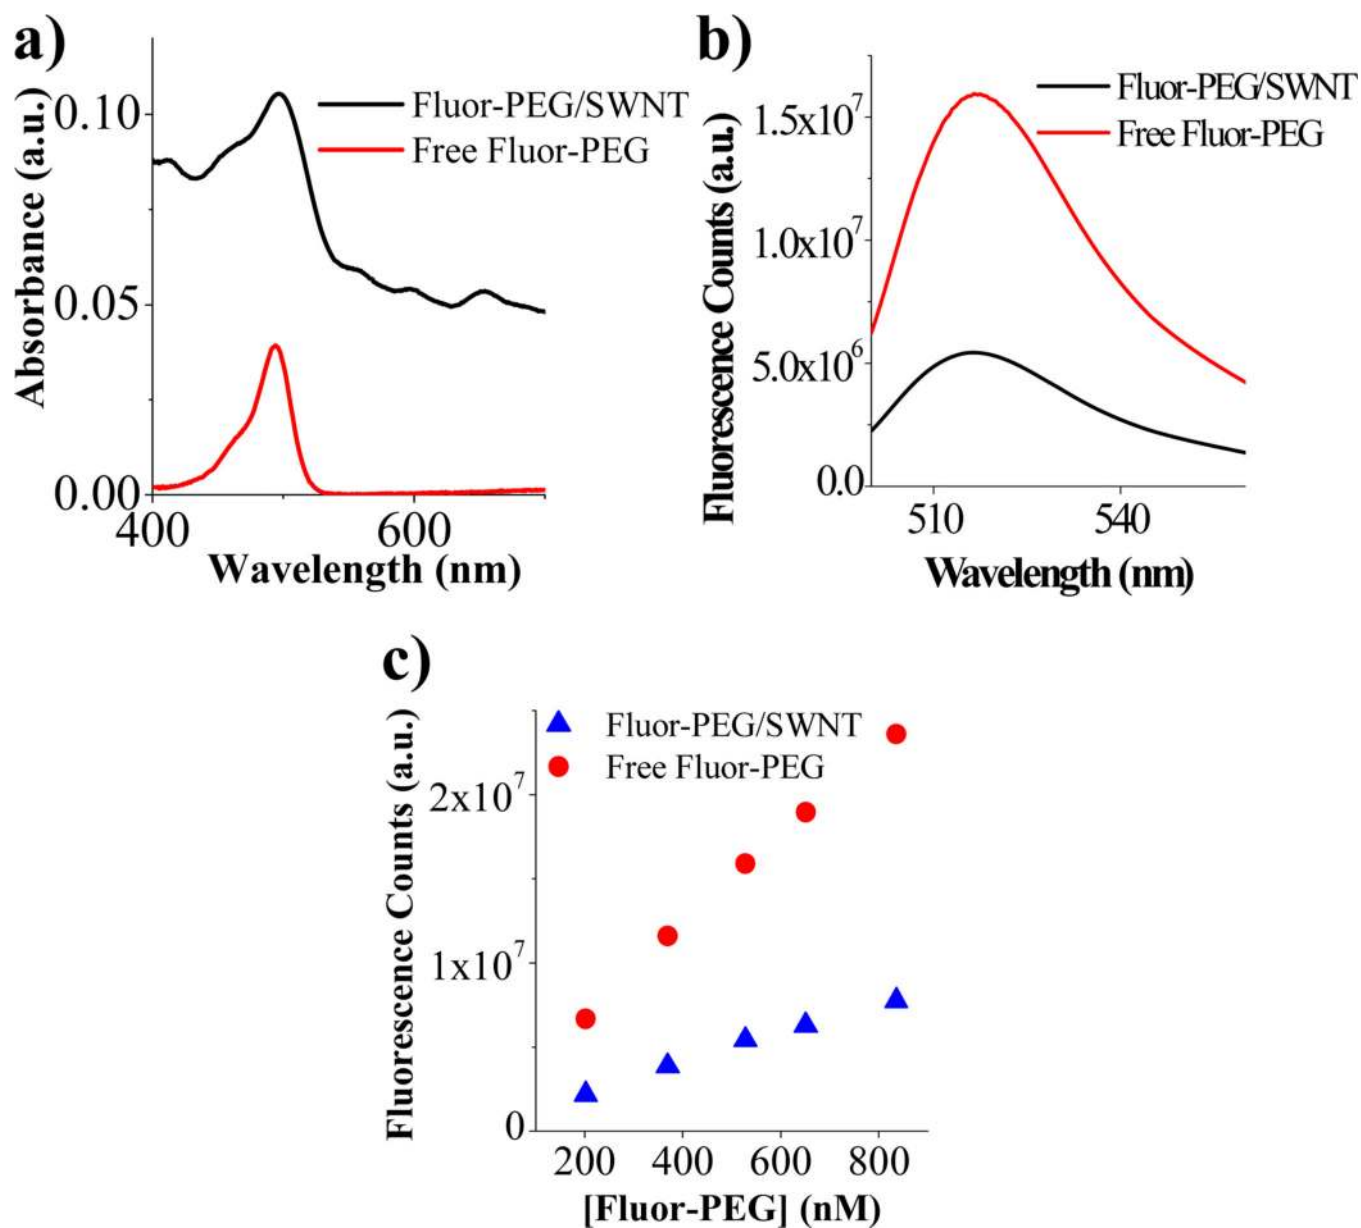 a)
Absorbance (a.u.)
0.10
0.05
0.00
400
600
Wavelength (nm)
Fluor-PEG/SWNT
Free Fluor-PEG
b)
Fluorescence Counts (a.u.)
1.5x10⁷
1.0x10⁷
5.0x10⁶
0.0
510
540
Wavelength (nm)
Fluor-PEG/SWNT
Free Fluor-PEG
c)
Fluorescence Counts (a.u.)
2x10⁷
1x10⁷
0
200
400
600
800
[Fluor-PEG] (nM)
Fluor-PEG/SWNT
Free Fluor-PEG